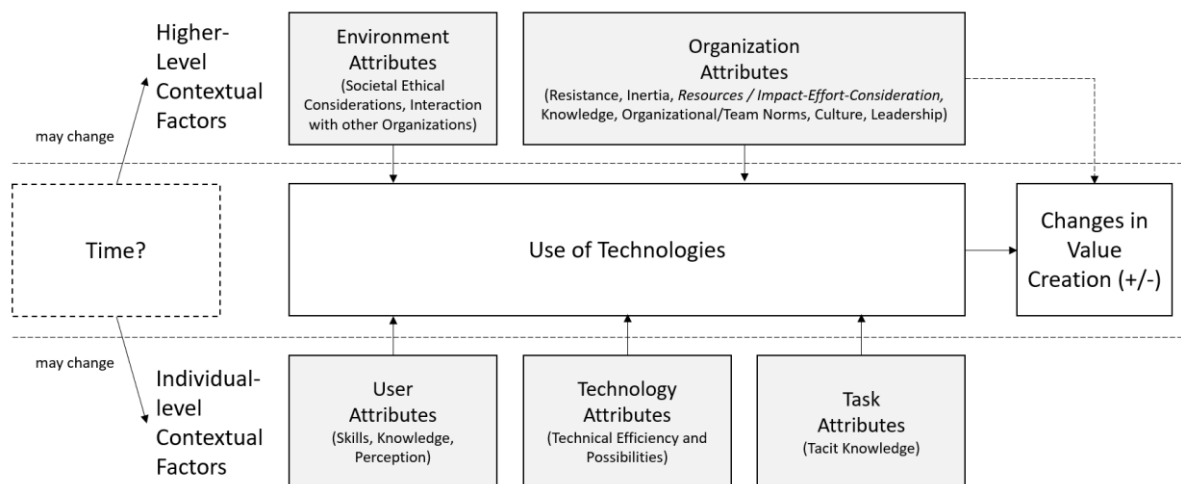 Higher-
Level
Contextual
Factors
Environment
Attributes
(Societal Ethical
Considerations, Interaction
with other Organizations)
Organization
Attributes
(Resistance, Inertia, Resources / Impact-Effort-Consideration,
Knowledge, Organizational/Team Norms, Culture, Leadership)
may change
Time?
Use of Technologies
Changes in
Value
Creation (+/-)
may change
Individual-
level
Contextual
Factors
User
Attributes
(Skills, Knowledge,
Perception)
Technology
Attributes
(Technical Efficiency and
Possibilities)
Task
Attributes
(Tacit Knowledge)